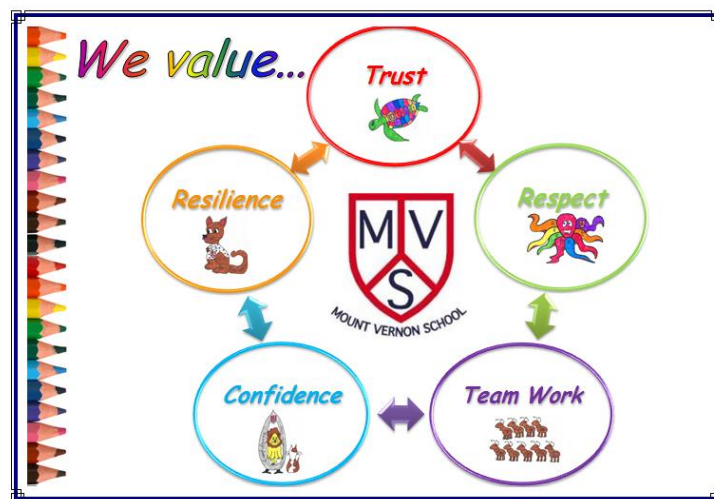 We value...
Trust
Resilience
Respect
M V
S
MOUNT VERNON SCHOOL
Confidence
Team Work